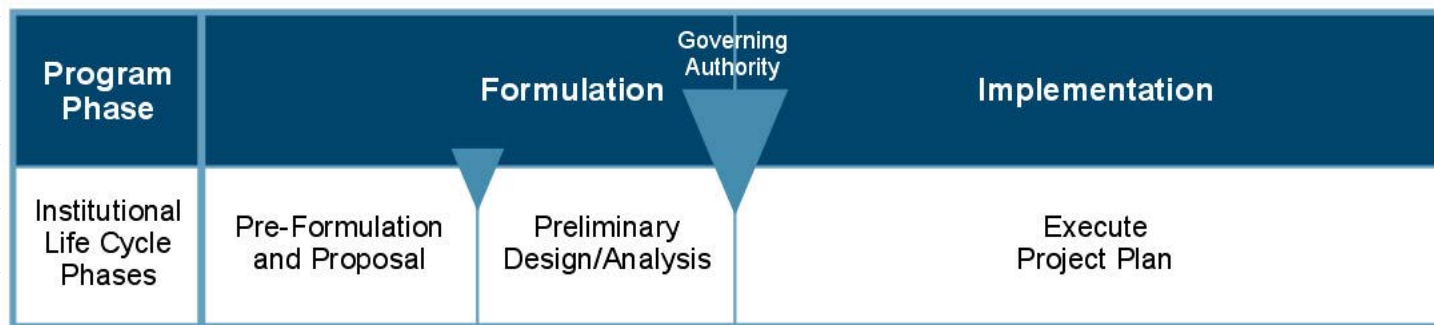 Program
Phase
Formulation
Governing
Authority
Implementation
Institutional
Life Cycle
Phases
Pre-Formulation
and Proposal
Preliminary
Design/Analysis
Execute
Project Plan